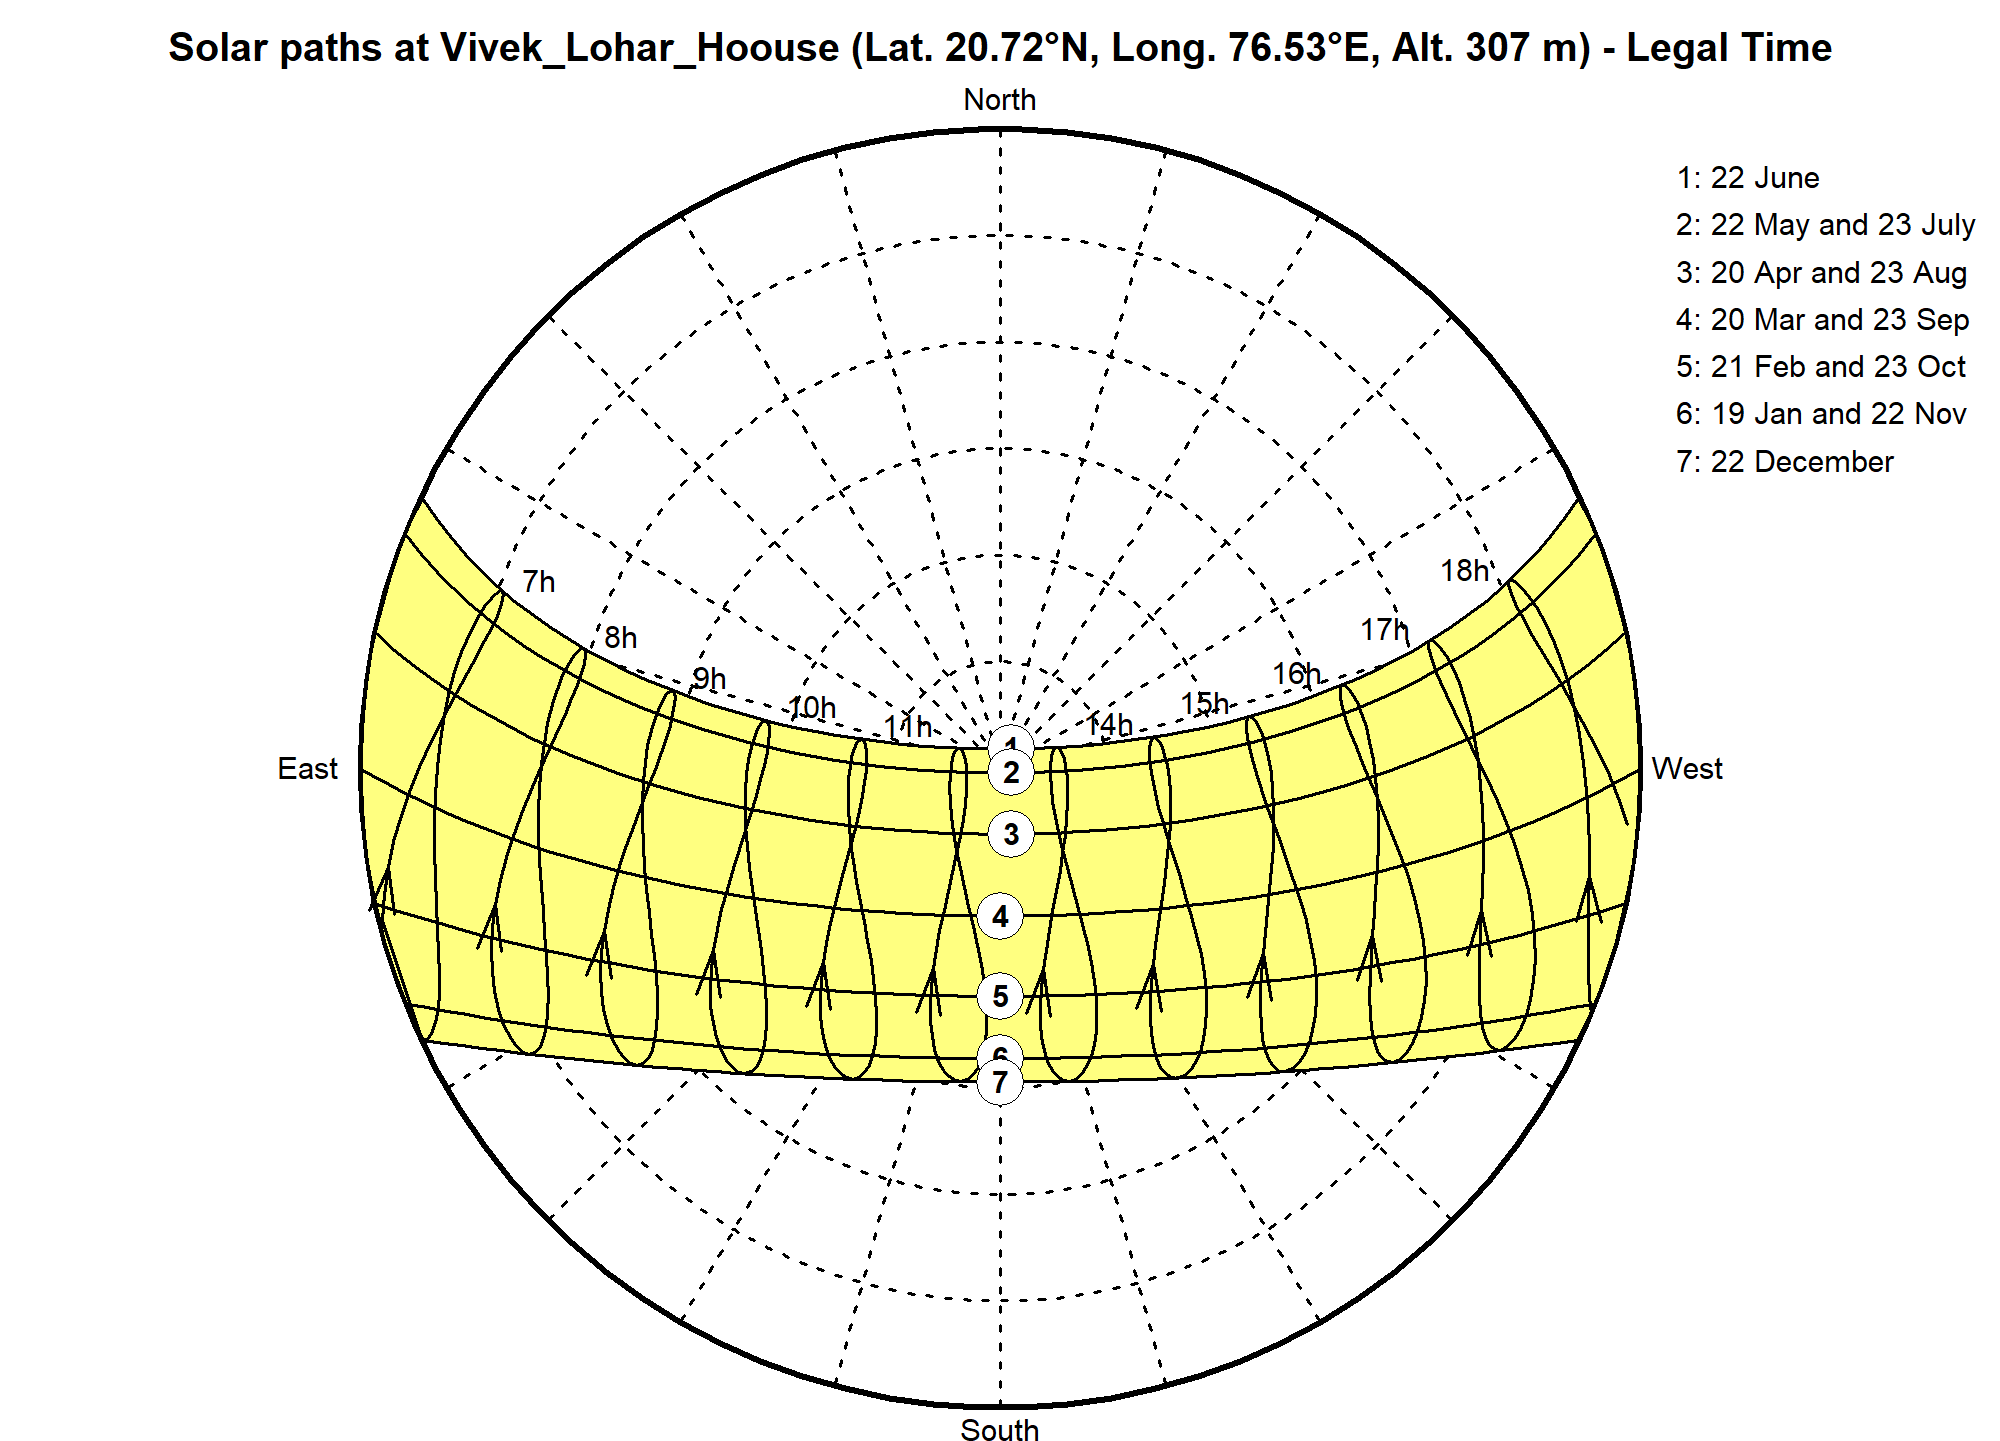 Solar paths at Vivek_Lohar_Hoouse (Lat. 20.72°N, Long. 76.53°E, Alt. 307 m) - Legal Time
North
1: 22 June
2: 22 May and 23 July
3: 20 Apr and 23 Aug
4: 20 Mar and 23 Sep
5: 21 Feb and 23 Oct
6: 19 Jan and 22 Nov
7: 22 December
7h
18h
8h
17h
9h
16h
10h
15h
11h
14h
1
2
East
West
3
4
5
6
7
South